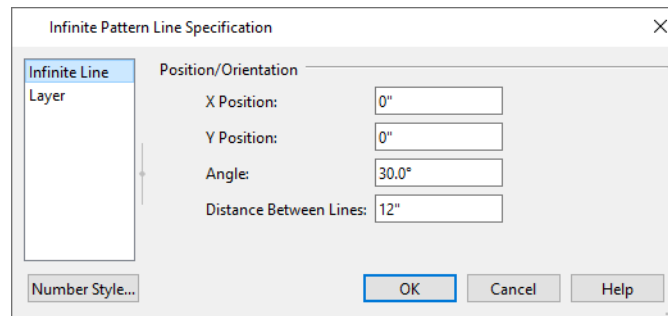 Infinite Pattern Line Specification
Infinite Line
Layer
Position/Orientation
X Position: 0"
Y Position: 0"
Angle: 30.0°
Distance Between Lines: 12"
Number Style... OK Cancel Help